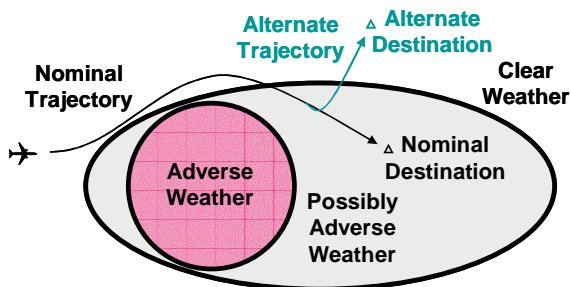 Alternate
Trajectory
Alternate
Destination
Nominal
Trajectory
Clear
Weather
Nominal
Destination
Adverse
Weather
Possibly
Adverse
Weather